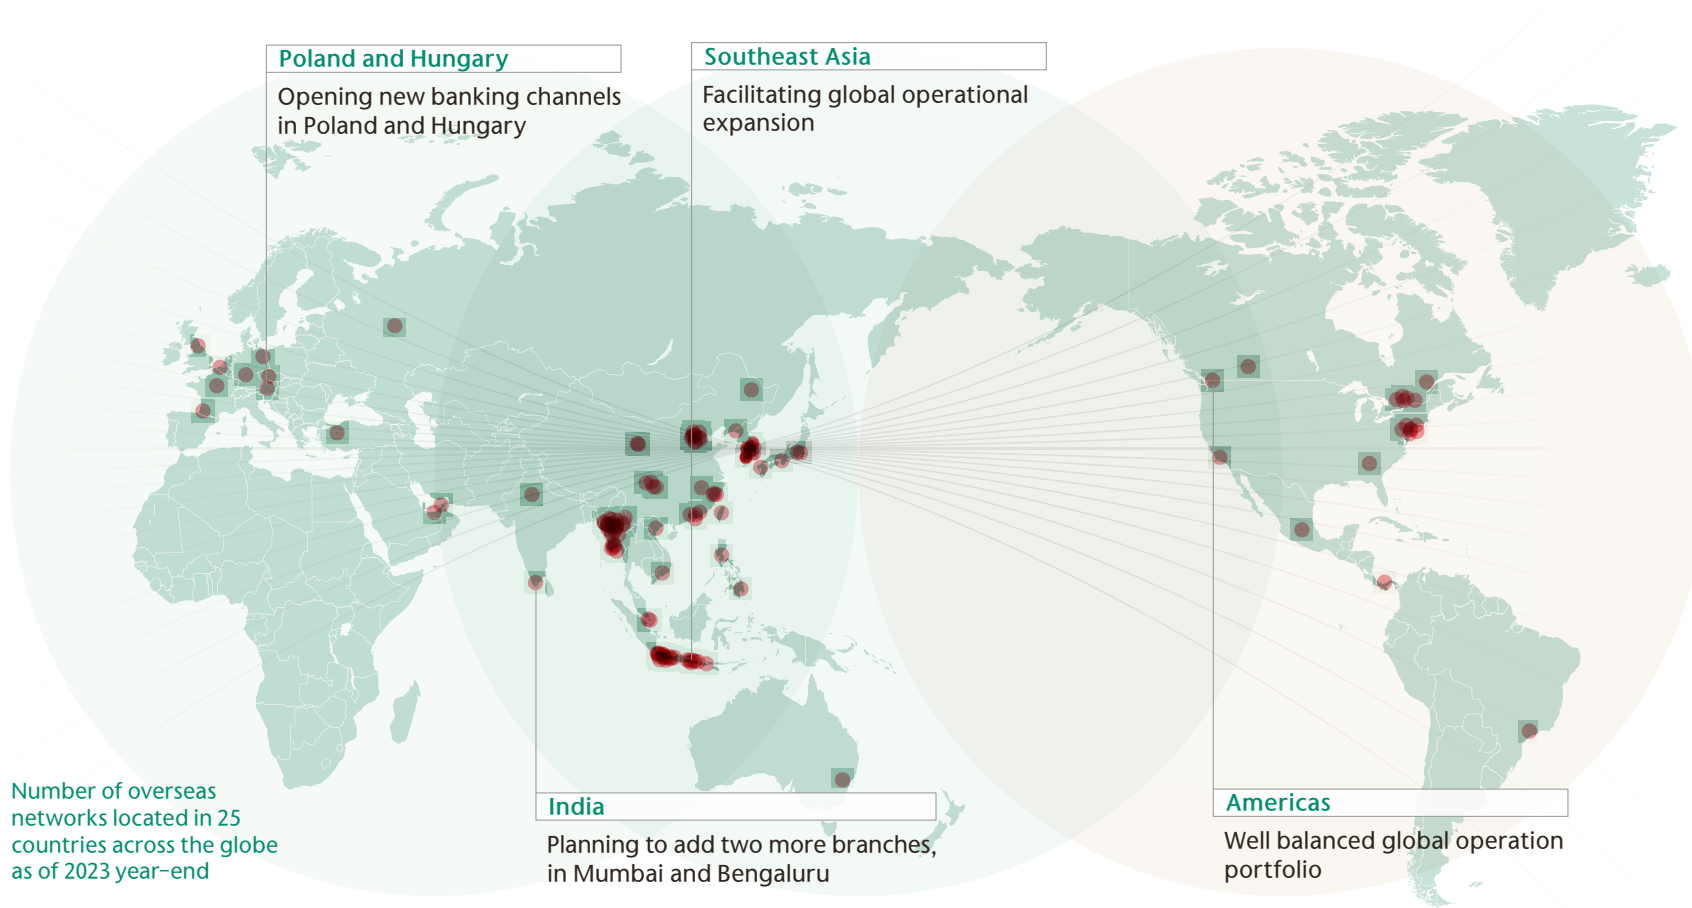 Poland and Hungary
Opening new banking channels
in Poland and Hungary
Southeast Asia
Facilitating global operational
expansion
Number of overseas
networks located in 25
countries across the globe
as of 2023 year-end
India
Planning to add two more branches,
in Mumbai and Bengaluru
Americas
Well balanced global operation
portfolio